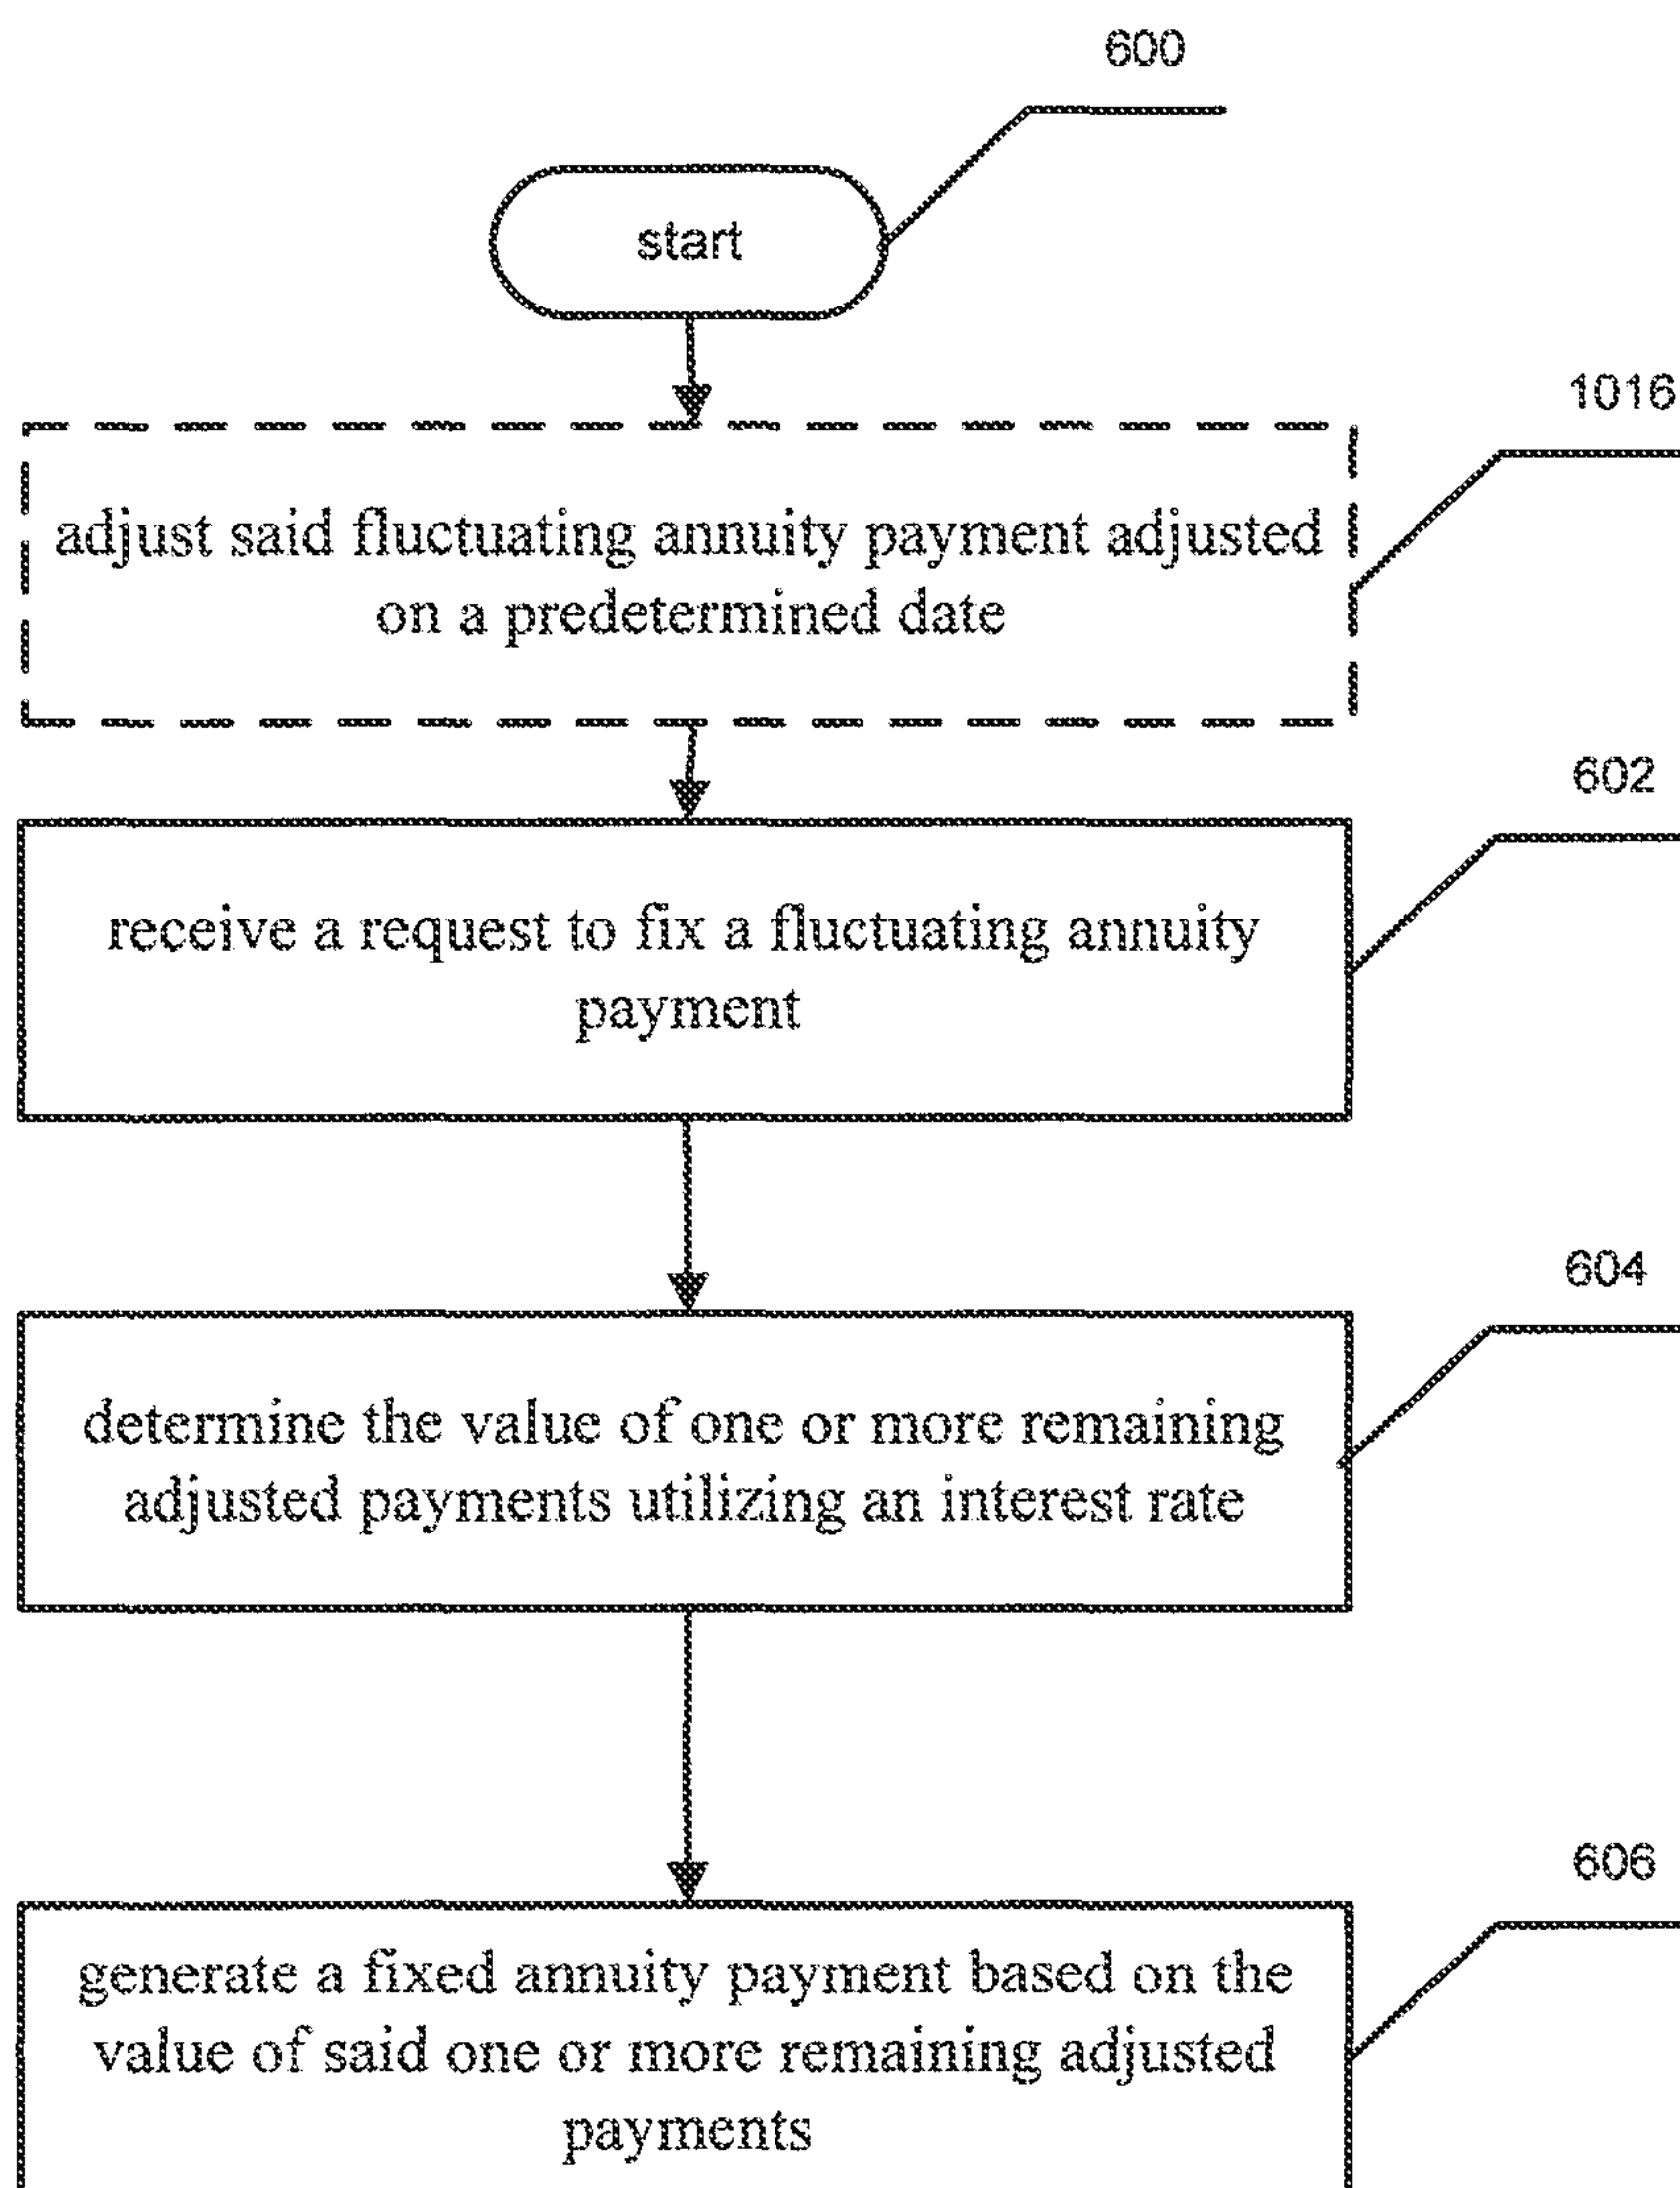 600
start
1016
adjust said fluctuating annuity payment adjusted
on a predetermined date
602
receive a request to fix a fluctuating annuity
payment
604
determine the value of one or more remaining
adjusted payments utilizing an interest rate
606
generate a fixed annuity payment based on the
value of said one or more remaining adjusted
payments